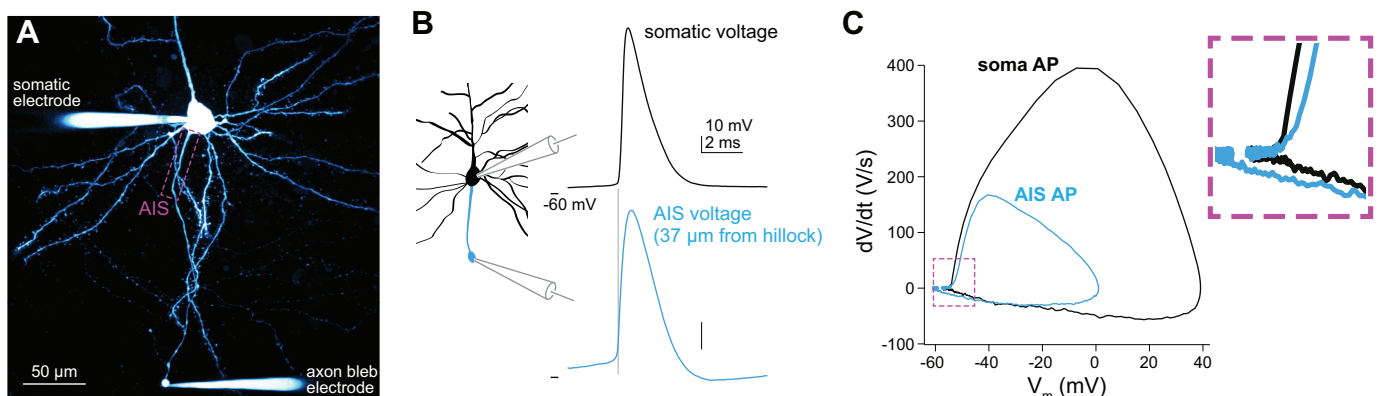 A
somatic
electrode
AIS
50 µm
axon bleb
electrode
B
somatic voltage
10 mV
2 ms
-60 mV
AIS voltage
(37 µm from hillock)
C
soma AP
AIS AP
dV/dt (V/s)
400
300
200
100
0
-100
-60
-40
-20
0
20
40
Vm (mV)